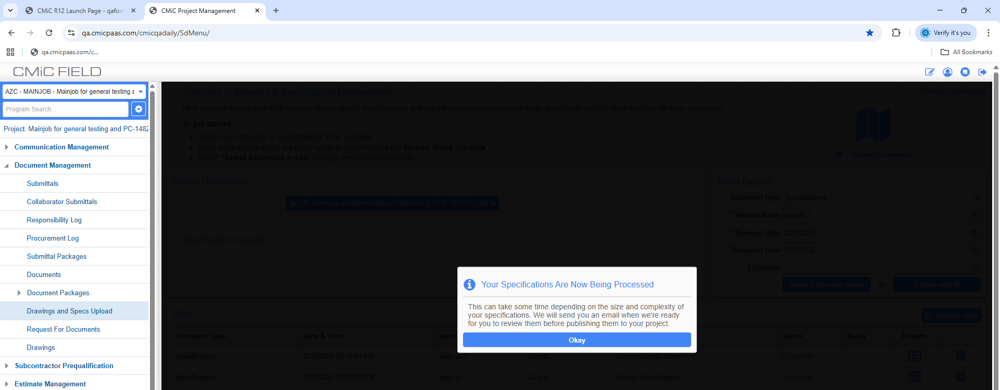 CMiC R12 Launch Page - qaforn
CMiC Project Management
qa.cmicpaas.com/cmicqadaily/SdMenu/
Verify it's you
qa.cmicpaas.com/c...
All Bookmarks
CMiC FIELD
AZC - MAINJOB - Mainjob for general testing a
Program Search...
Project: Mainjob for general testing and PC-1482
Communication Management
Document Management
Submittals
Collaborator Submittals
Responsibility Log
Procurement Log
Submittal Packages
Documents
Document Packages
Drawings and Specs Upload
Request For Documents
Drawings
Subcontractor Prequalification
Estimate Management
Welcome to Drawing & Specification Management
Dismiss this message
Here you can upload your PDF drawing sheets and/or Specifications and we will automatically organize these documents and link them together for easy navigation.
To get started:
Select your drawings or specifications to be uploaded
Enter some details about the drawing set or specifications like Version Name and Date
Select "Select Extraction Areas" to begin the extraction process
Upload Documents
Select Documents
UR Genesee Contromed Specs Divisions 2-33 (6-26-2023).pdf
Drop files here to upload
Enter Details
Document Type Specifications
* Version Name spec-AI-1
* Revision Date 02042026
* Received Date 02052026
Locations
Select Extraction Areas or Extract with AI
Your Specifications Are Now Being Processed
This can take some time depending on the size and complexity of
your specifications. We will send you an email when we're ready
for you to review them before publishing them to your project.
Okay
Jobs
Refresh Jobs
Document Type Date & Time Versi Status Notify Results
Specifications 02192026 04:17:57 PM spec-AI-1 Zora A Extract Specifications Complete
Specifications 02182026 05:29:29 PM spec ss1 Zora A Extract Specifications Complete